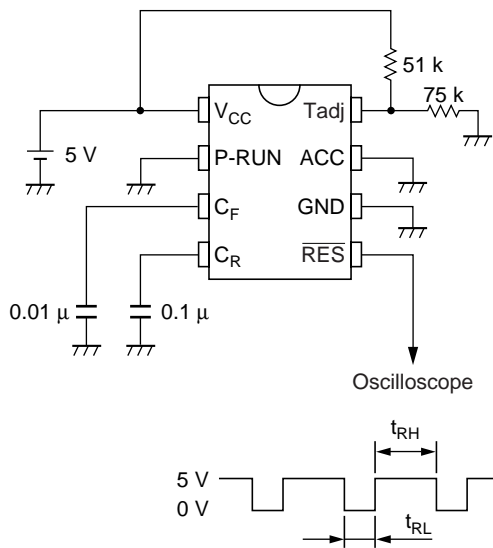 51 k
75 k
V_CC Tadj
5 V
P-RUN ACC
C_F GND
C_R R̅E̅S̅
0.01 μ 0.1 μ
Oscilloscope
t_RH
5 V
0 V
t_RL